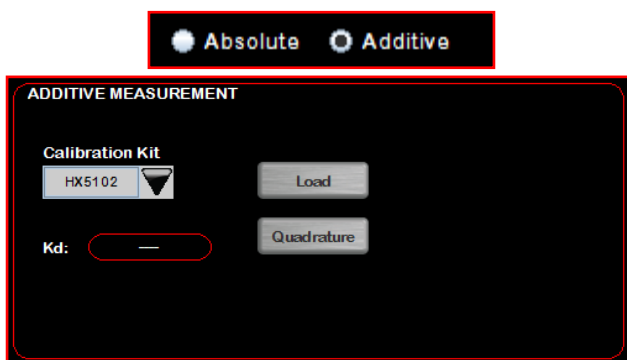 Absolute Additive
ADDITIVE MEASUREMENT
Calibration Kit
HX5102
Load
Kd: —
Quadrature